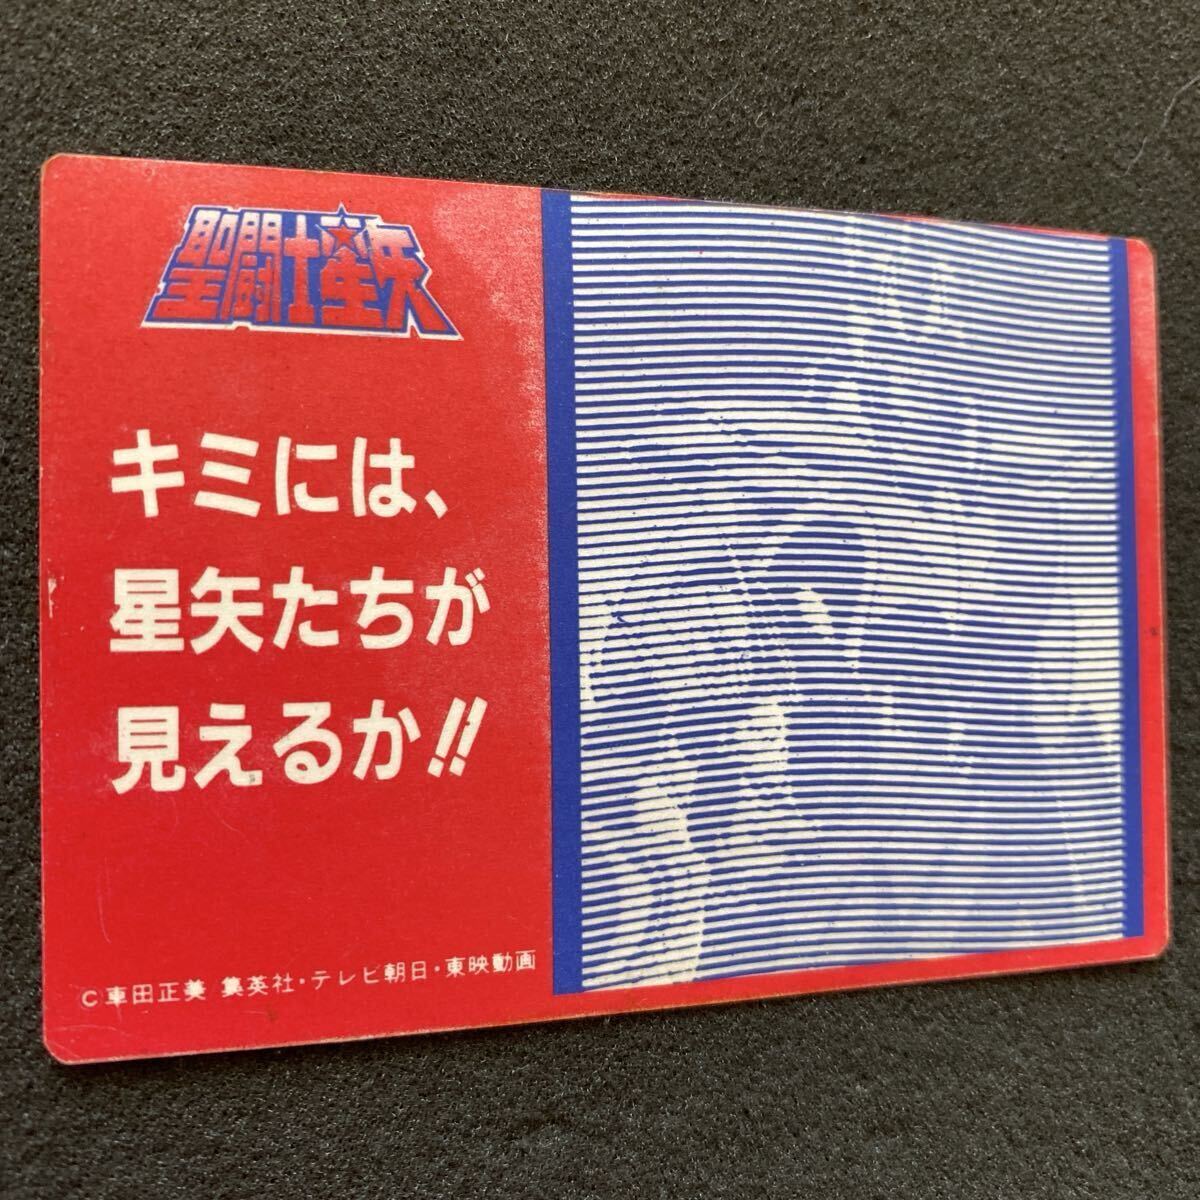 聖闘士星矢
キミには、
星矢たちが
見えるか!!
C車田正美 集英社・テレビ朝日・東映動画